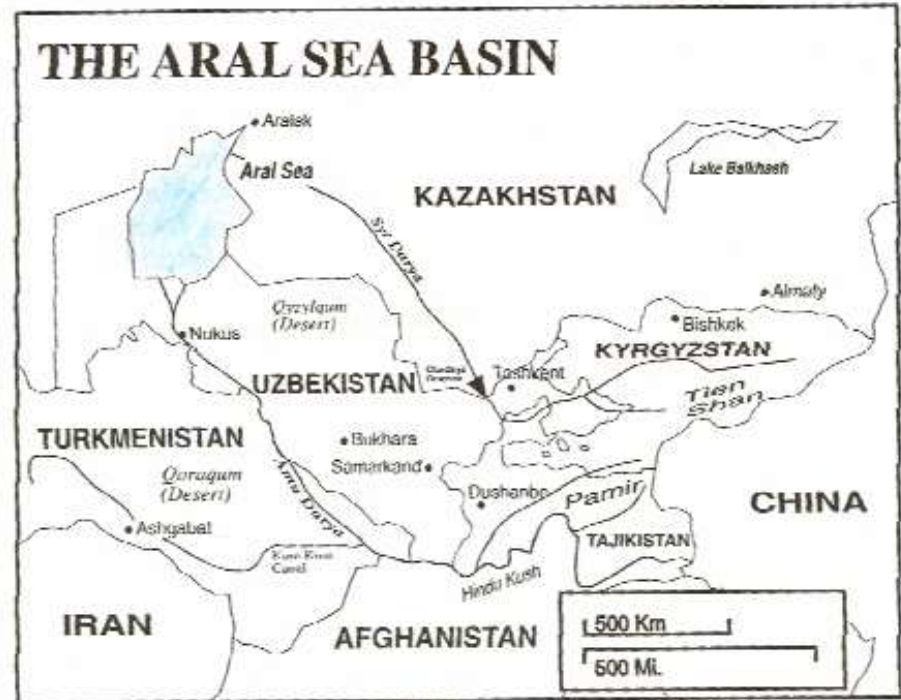 THE ARAL SEA BASIN
Aralsk
Aral Sea
Lake Balkhash
KAZAKHSTAN
Syr Darya
Almaty
Qyzylqum
(Desert)
Bishkek
Nukus
KYRGYZSTAN
Tashkent
UZBEKISTAN
Tien
Shan
TURKMENISTAN
Bukhara
Samarkand
Qaraqum
(Desert)
Amu Darya
Dushanbe
Pamir
CHINA
Ashgabat
TAJIKISTAN
Canal
Hindu Kush
IRAN
AFGHANISTAN
500 Km
500 Mi.